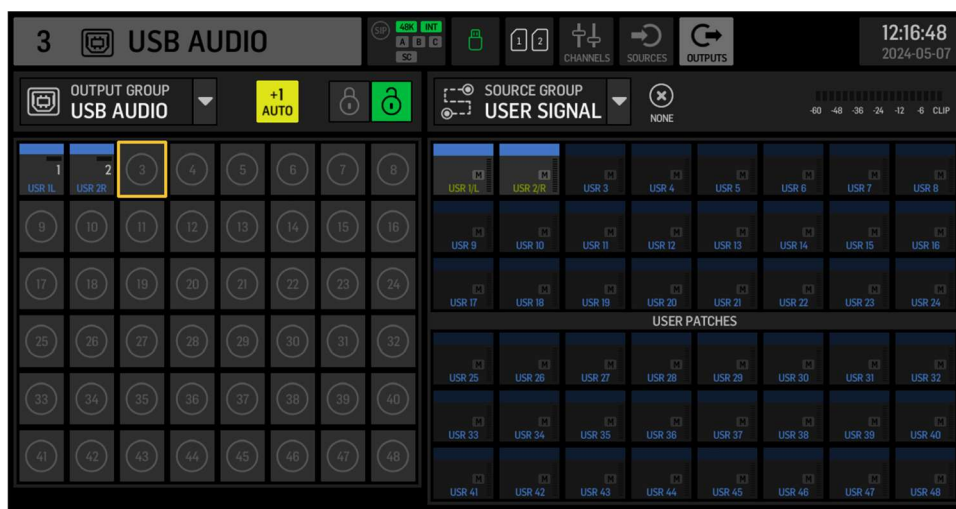 3 USB AUDIO
SIP 48K INT
A B C
SC
1 2
CHANNELS SOURCES OUTPUTS
12:16:48
2024-05-07
OUTPUT GROUP
USB AUDIO
+1
AUTO
SOURCE GROUP
USER SIGNAL
NONE
-60 -48 -36 -24 -12 -6 CLIP
1 2 3 4 5 6 7 8
USR 1L USR 2R
9 10 11 12 13 14 15 16
17 18 19 20 21 22 23 24
25 26 27 28 29 30 31 32
33 34 35 36 37 38 39 40
41 42 43 44 45 46 47 48
M M M M M M M M
USR 1/L USR 2/R USR 3 USR 4 USR 5 USR 6 USR 7 USR 8
M M M M M M M M
USR 9 USR 10 USR 11 USR 12 USR 13 USR 14 USR 15 USR 16
M M M M M M M M
USR 17 USR 18 USR 19 USR 20 USR 21 USR 22 USR 23 USR 24
USER PATCHES
M M M M M M M M
USR 25 USR 26 USR 27 USR 28 USR 29 USR 30 USR 31 USR 32
M M M M M M M M
USR 33 USR 34 USR 35 USR 36 USR 37 USR 38 USR 39 USR 40
M M M M M M M M
USR 41 USR 42 USR 43 USR 44 USR 45 USR 46 USR 47 USR 48